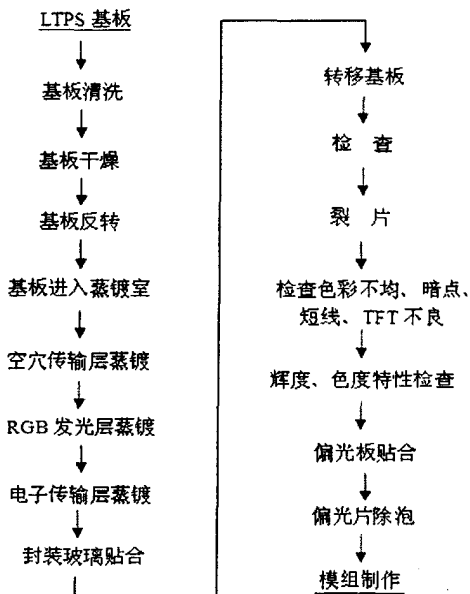 LTPS 基板
基板清洗
基板干燥
基板反转
基板进入蒸镀室
空穴传输层蒸镀
RGB 发光层蒸镀
电子传输层蒸镀
封装玻璃贴合
转移基板
检 查
裂 片
检查色彩不均、暗点、
短线、TFT 不良
辉度、色度特性检查
偏光板贴合
偏光片除泡
模组制作